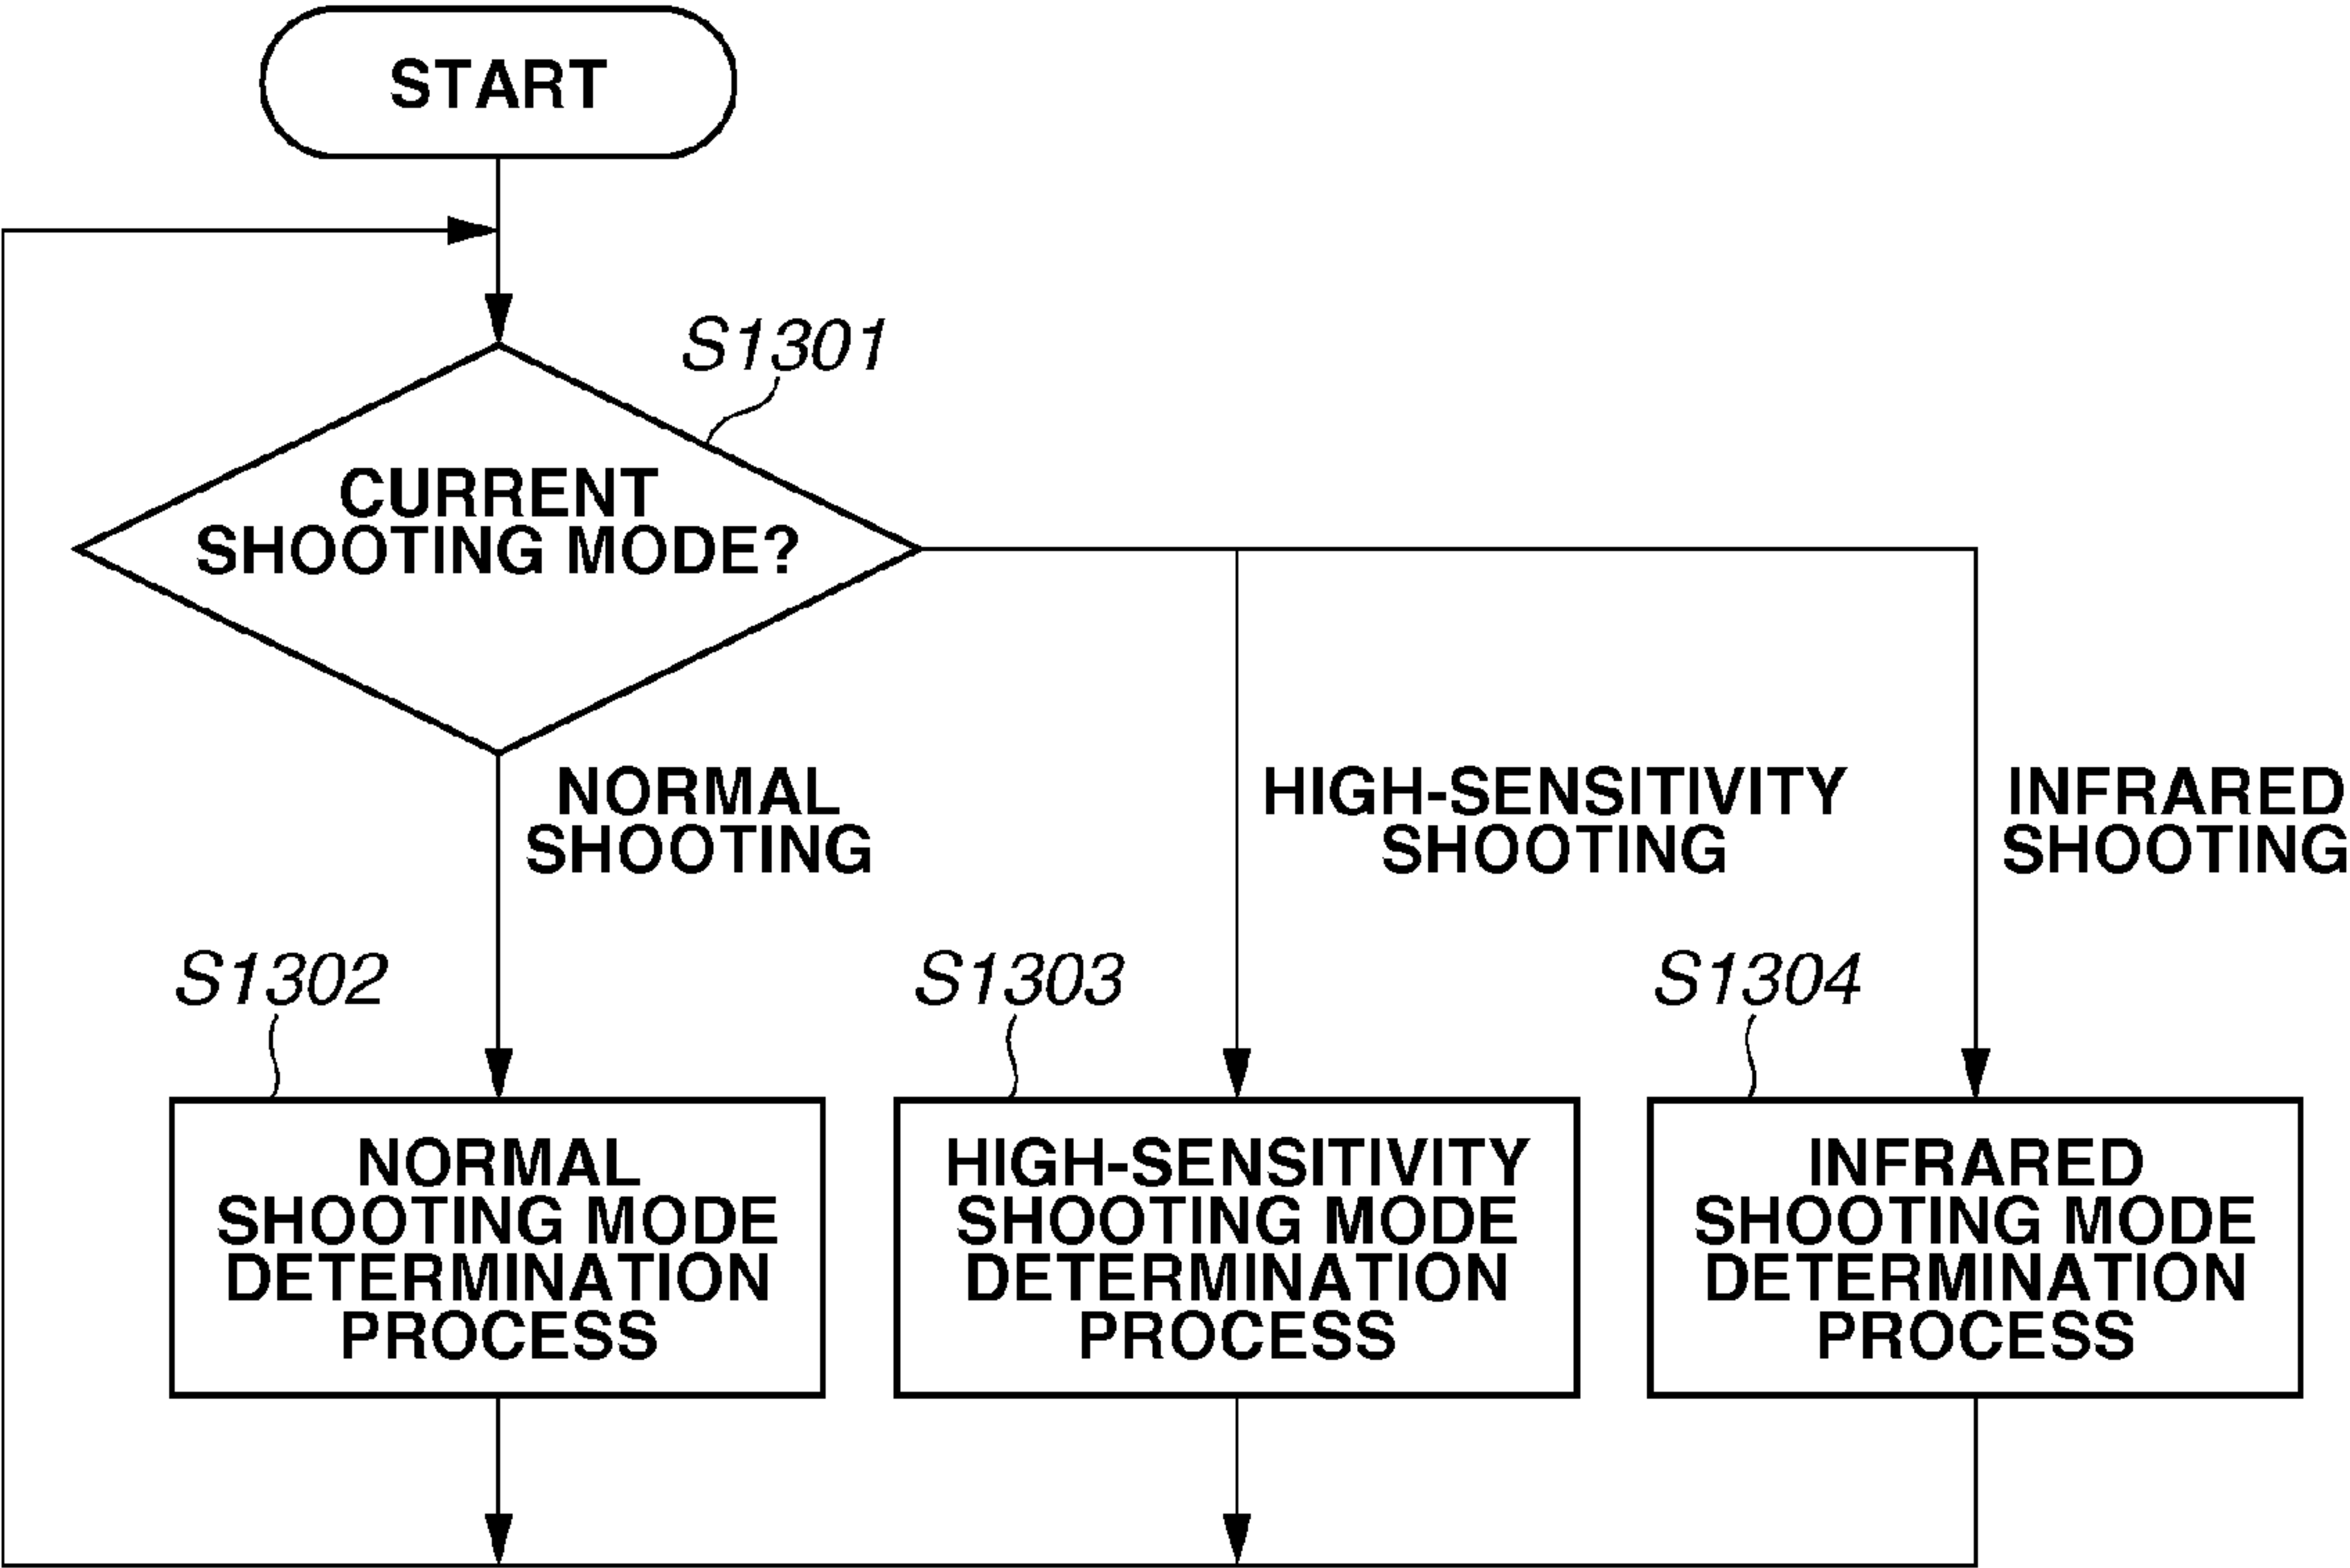 START
S1301
CURRENT
SHOOTING MODE?
NORMAL
SHOOTING
HIGH-SENSITIVITY
SHOOTING
INFRARED
SHOOTING
S1302
S1303
S1304
NORMAL
SHOOTING MODE
DETERMINATION
PROCESS
HIGH-SENSITIVITY
SHOOTING MODE
DETERMINATION
PROCESS
INFRARED
SHOOTING MODE
DETERMINATION
PROCESS